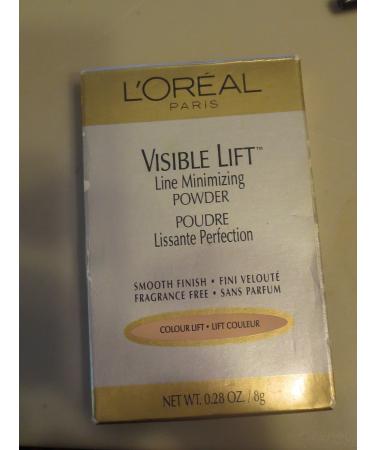 L'ORÉAL
PARIS
VISIBLE LIFT™
Line Minimizing
POWDER
POUDRE
Lissante Perfection
SMOOTH FINISH • FINI VELOUTÉ
FRAGRANCE FREE • SANS PARFUM
COLOUR LIFT • LIFT COULEUR
NET WT. 0.28 OZ. / 8g